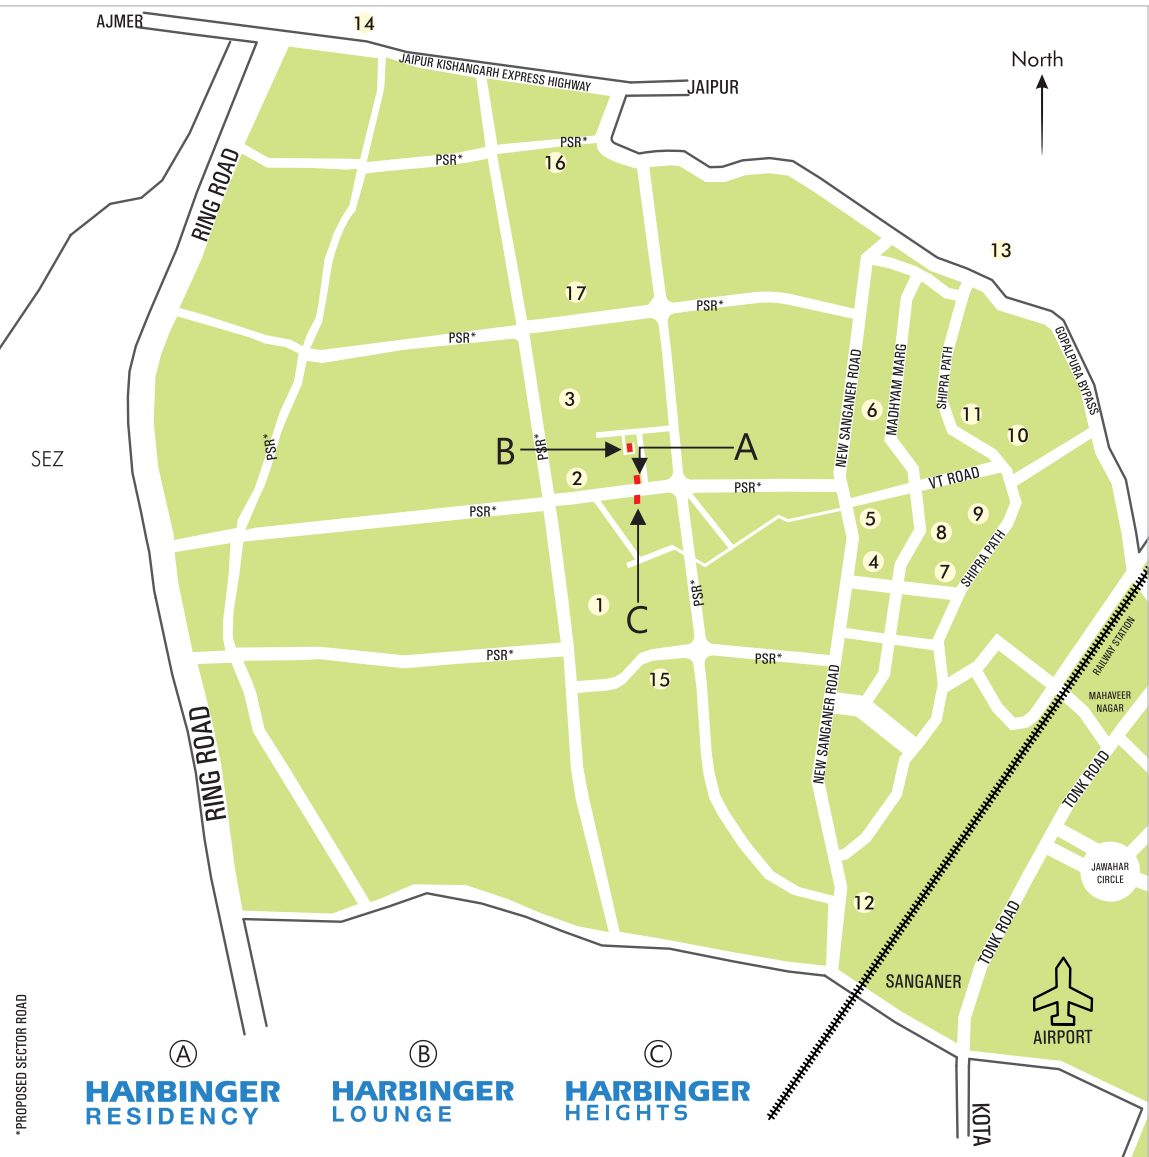 AJMER
14
JAIPUR KISHANGARH EXPRESS HIGHWAY
JAIPUR
North
RING ROAD
PSR*
PSR*
16
13
17
PSR*
PSR*
GOPALPURA BYPASS
NEW SANGANER ROAD
MADHYAM MARG
SHIPRA PATH
3
6
11
10
SEZ
PSR*
B
PSR*
A
2
PSR*
VT ROAD
PSR*
5
8
9
4
7
SHIPRA PATH
1
C
PSR*
PSR*
PSR*
15
RAILWAY STATION
MAHAVEER
NAGAR
NEW SANGANER ROAD
RING ROAD
TONK ROAD
JAWAHAR
CIRCLE
12
TONK ROAD
SANGANER
AIRPORT
*PROPOSED SECTOR ROAD
A
HARBINGER
RESIDENCY
B
HARBINGER
LOUNGE
C
HARBINGER
HEIGHTS
KOTA